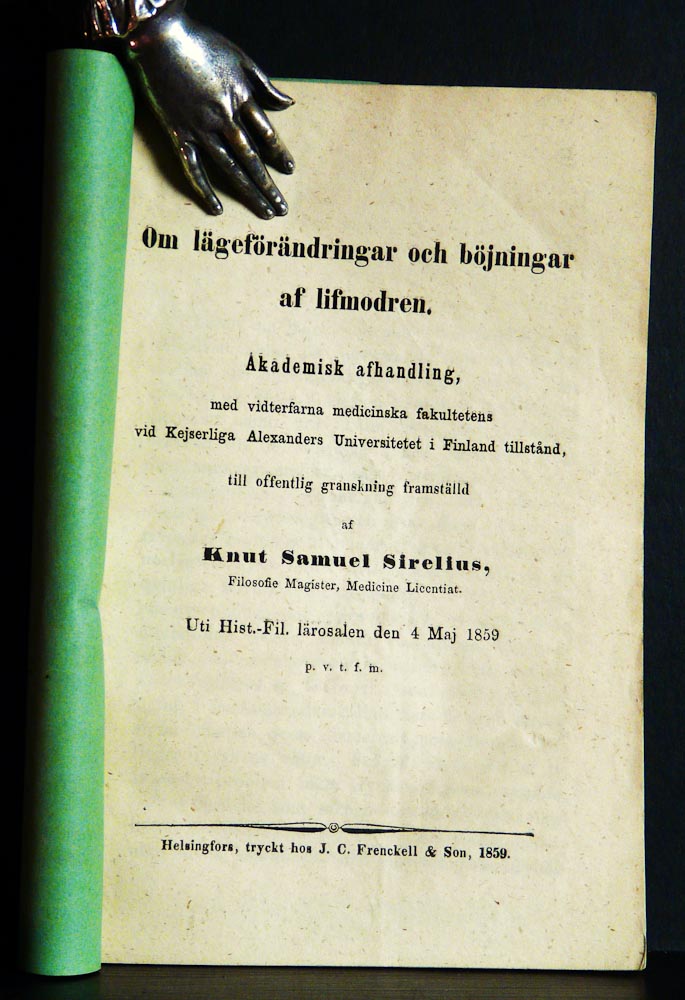 Om lägeförändringar och böjningar
af lifmodren.
Akademisk afhandling,
med vidterfarna medicinska fakultetens
vid Kejserliga Alexanders Universitetet i Finland tillstånd,
till offentlig granskning framställd
af
Knut Samuel Sirelius,
Filosofie Magister, Medicine Licentiat.
Uti Hist.-Fil. lärosalen den 4 Maj 1859
p. v. t. f. m.
Helsingfors, tryckt hos J. C. Frenckell & Son, 1859.